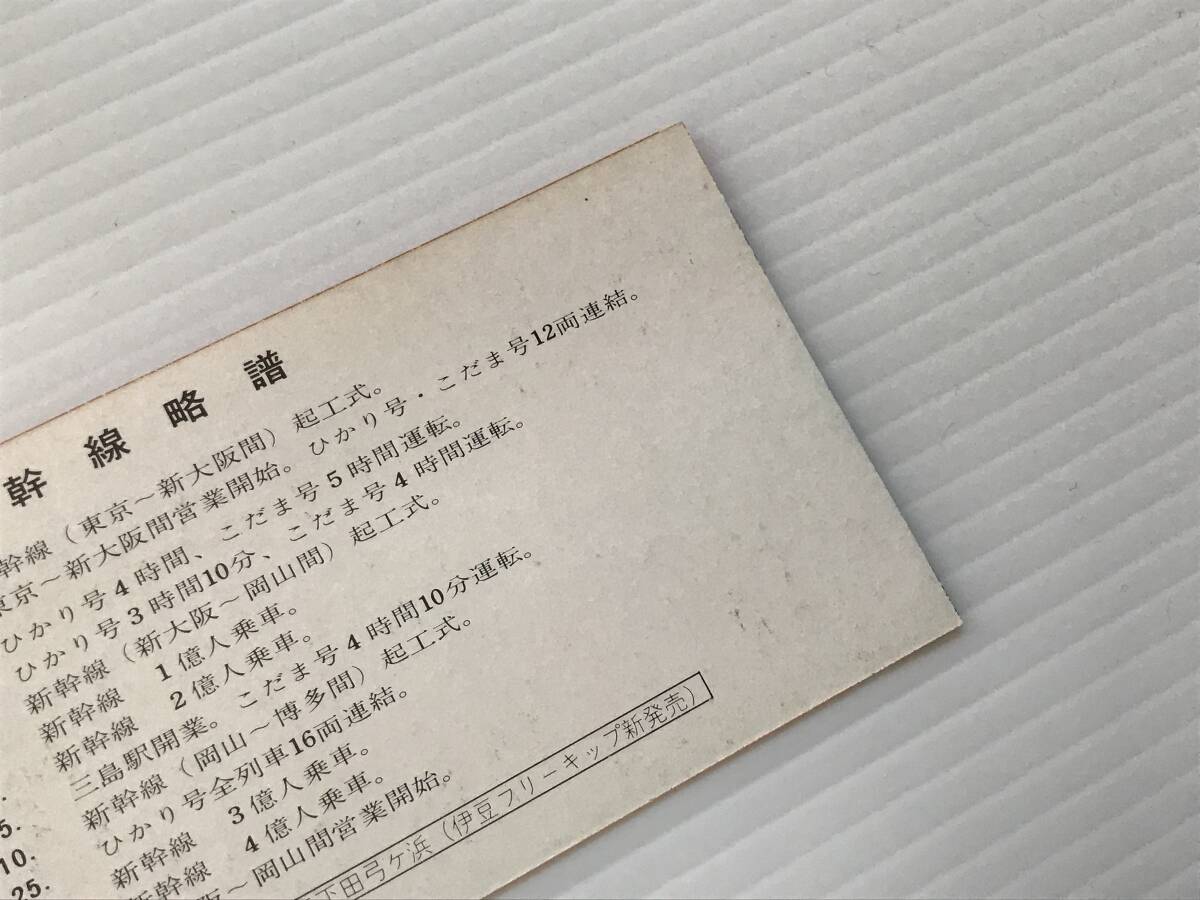 幹線略譜
幹線（東京～新大阪間）起工式。
東京～新大阪間営業開始。ひかり号・こだま号12両連結。
ひかり号4時間、こだま号5時間運転。
ひかり号3時間10分、こだま号4時間運転。
新幹線（新大阪～岡山間）起工式。
新幹線 1億人乗車。
新幹線 2億人乗車。
三島駅開業。こだま号4時間10分運転。
5. 新幹線（岡山～博多間）起工式。
10. ひかり号全列車16両連結。
25. 新幹線 3億人乗車。
新幹線 4億人乗車。
阪～岡山間営業開始。
下田弓ケ浜（伊豆フリーキップ新発売）